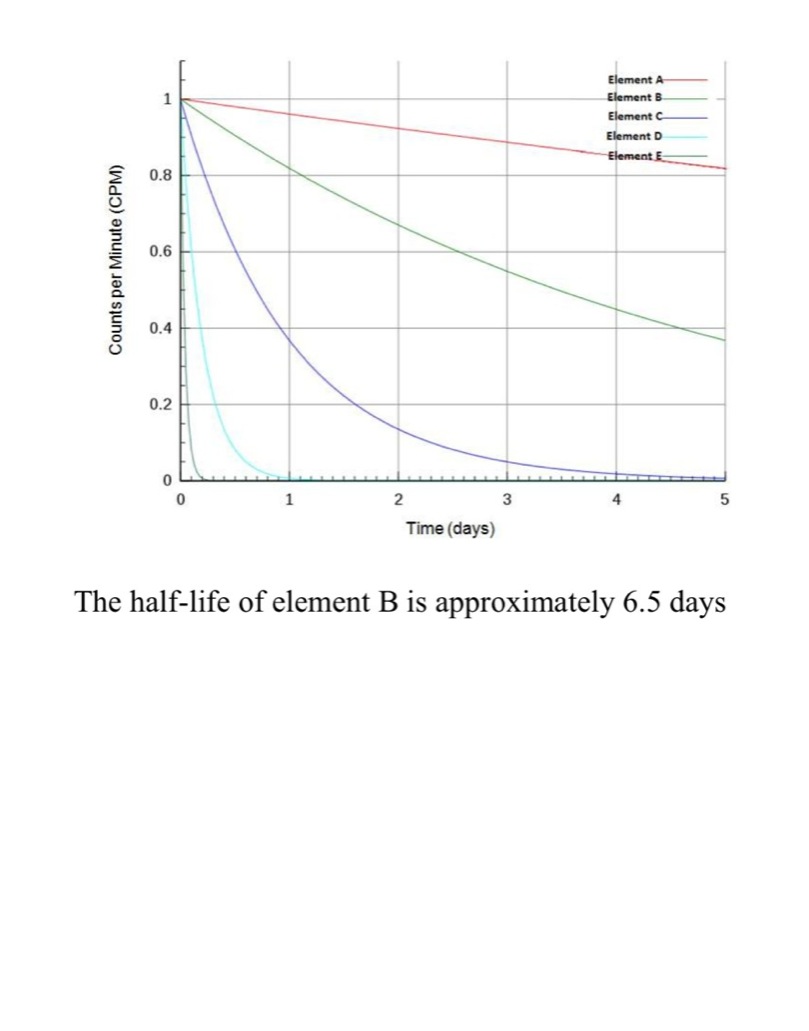 Element A
Element B
Element C
Element D
Element E
1
0.8
0.6
0.4
0.2
0
Counts per Minute (CPM)
0 1 2 3 4 5
Time (days)
The half-life of element B is approximately 6.5 days